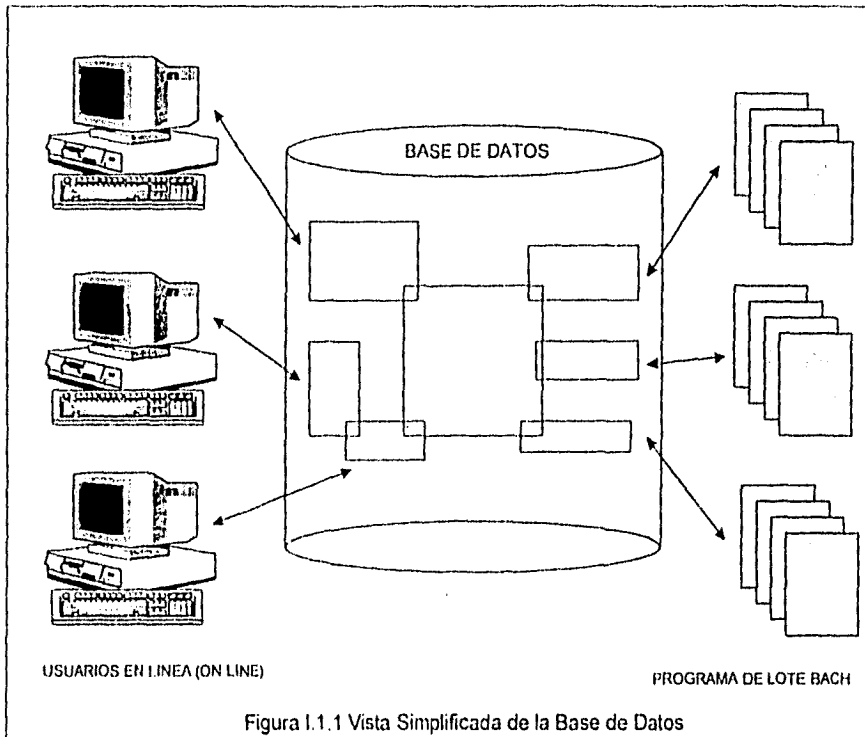 BASE DE DATOS
USUARIOS EN LINEA (ON LINE)
PROGRAMA DE LOTE BACH
Figura I.1.1 Vista Simplificada de la Base de Datos